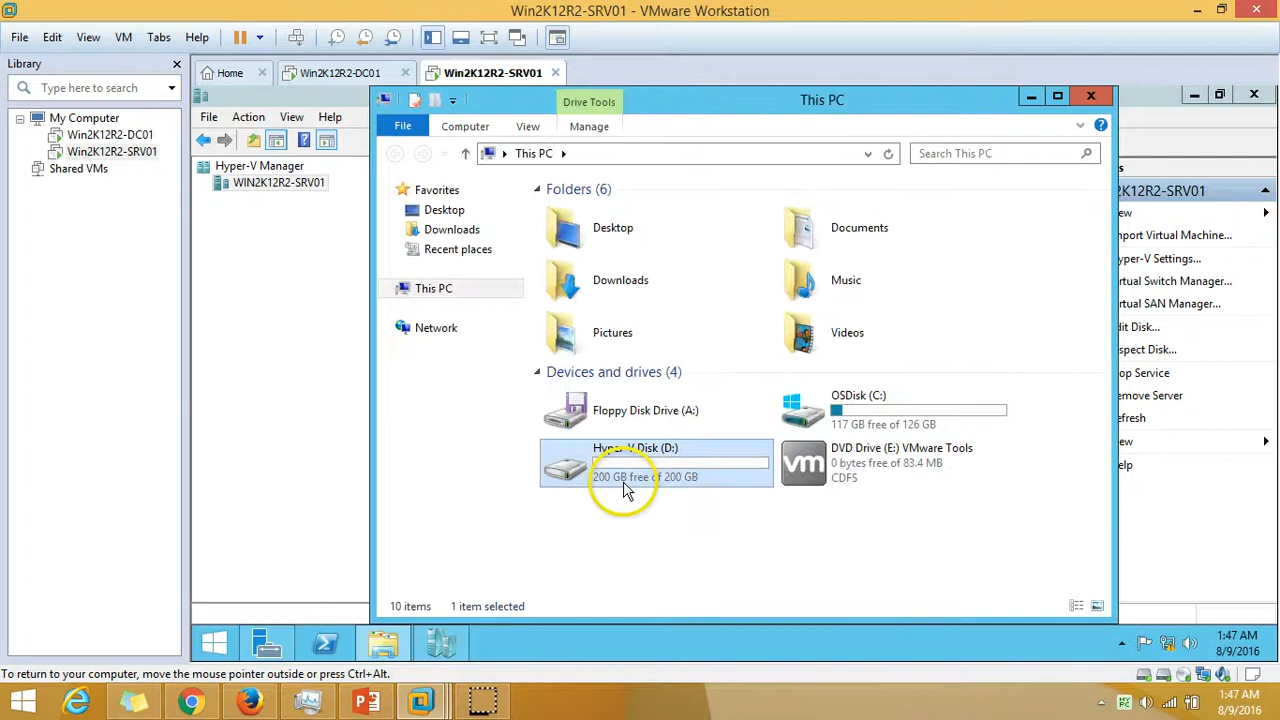 Win2K12R2-SRV01 - VMware Workstation
File Edit View VM Tabs Help
Library
Type here to search
My Computer
Win2K12R2-DC01
Win2K12R2-SRV01
Shared VMs
Home
Win2K12R2-DC01
Win2K12R2-SRV01
File Action View Help
Hyper-V Manager
WIN2K12R2-SRV01
Drive Tools
This PC
File Computer View Manage
This PC
Search This PC
Favorites
Desktop
Downloads
Recent places
This PC
Network
Folders (6)
Desktop
Documents
Downloads
Music
Pictures
Videos
Devices and drives (4)
Floppy Disk Drive (A:)
OSDisk (C:)
117 GB free of 126 GB
Hyper-V Disk (D:)
200 GB free of 200 GB
DVD Drive (E:) VMware Tools
0 bytes free of 83.4 MB
CDFS
vm
10 items 1 item selected
s
K12R2-SRV01
ew
mport Virtual Machine...
yper-V Settings...
irtual Switch Manager...
irtual SAN Manager...
dit Disk...
spect Disk...
op Service
emove Server
efresh
ew
elp
1:47 AM
8/9/2016
To return to your computer, move the mouse pointer outside or press Ctrl+Alt.
1:47 AM
8/9/2016